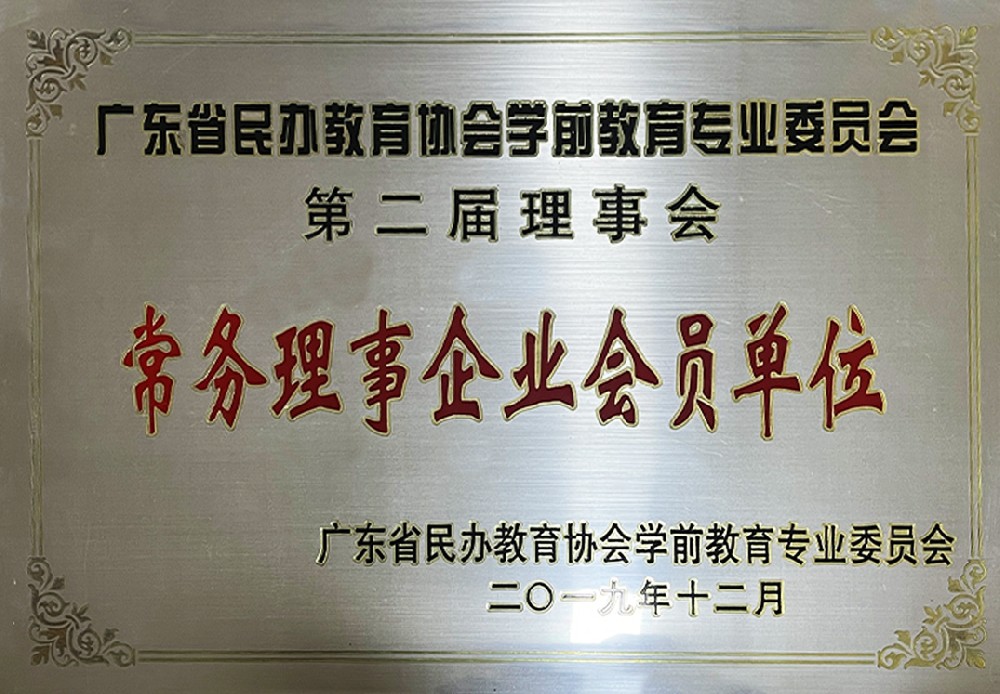 广东省民办教育协会学前教育专业委员会
第二届理事会
常务理事企业会员单位
广东省民办教育协会学前教育专业委员会
二〇一九年十二月